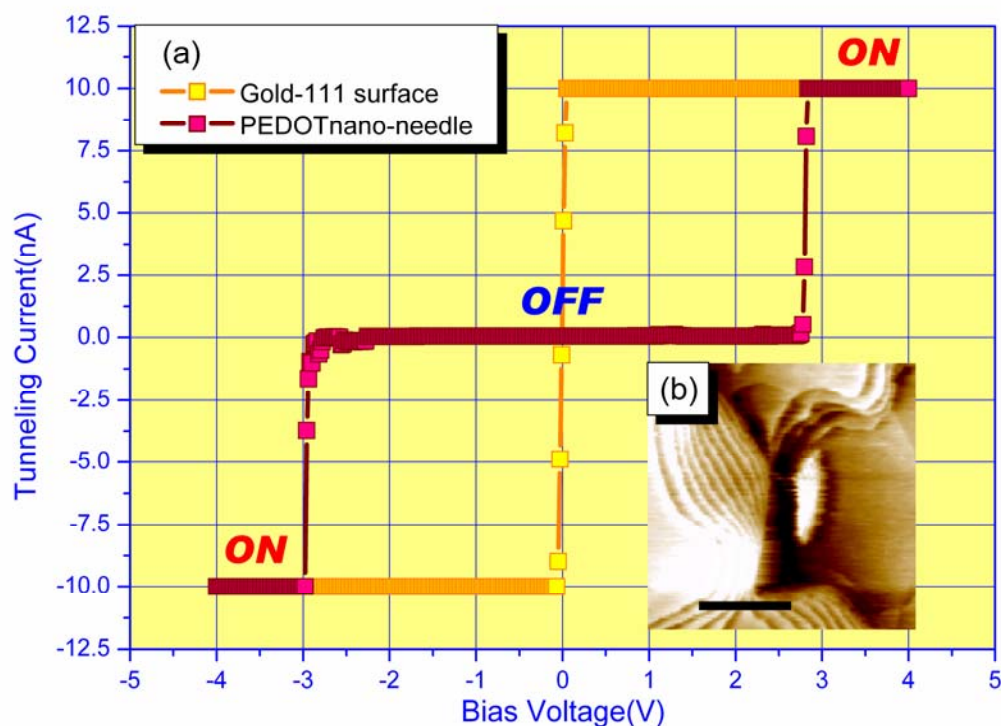 12.5
10.0
7.5
5.0
2.5
0.0
-2.5
-5.0
-7.5
-10.0
-12.5
Tunneling Current(nA)
(a)
Gold-111 surface
PEDOTnano-needle
ON
OFF
ON
(b)
-5 -4 -3 -2 -1 0 1 2 3 4 5
Bias Voltage(V)